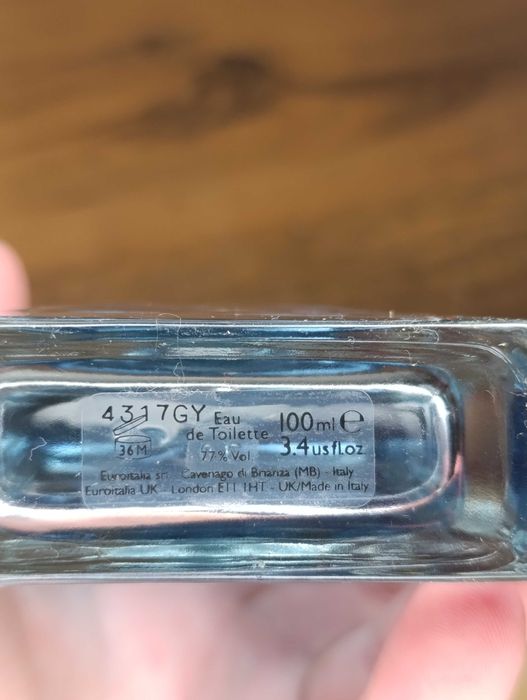 4317GY Eau de Toilette
100ml ℮
36M
77% Vol.
3.4usfl.oz
Euroitalia srl Cavenago di Brianza (MB) - Italy
Euroitalia UK - London E11 1HT - UK/Made in Italy